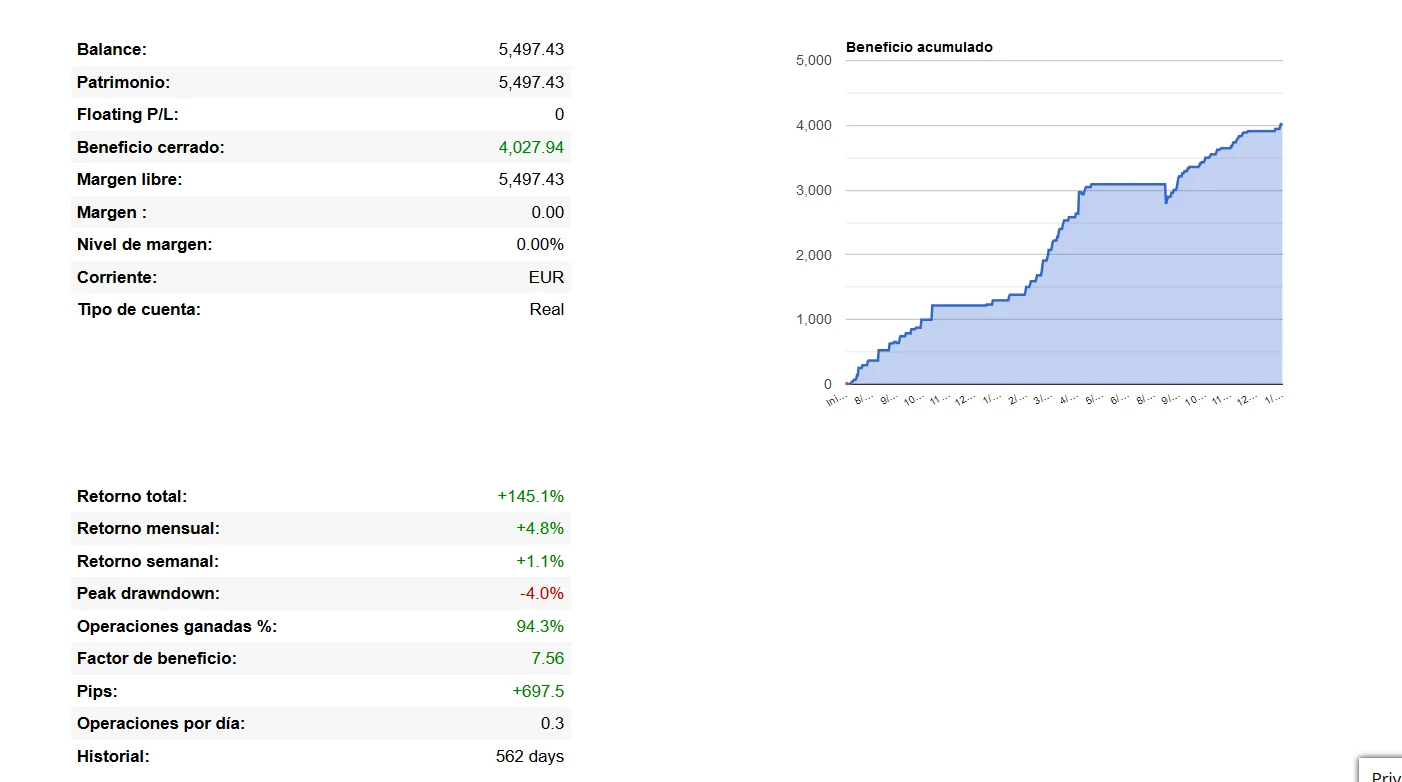 Balance: 5,497.43
Patrimonio: 5,497.43
Floating P/L: 0
Beneficio cerrado: 4,027.94
Margen libre: 5,497.43
Margen : 0.00
Nivel de margen: 0.00%
Corriente: EUR
Tipo de cuenta: Real
Beneficio acumulado
5,000
4,000
3,000
2,000
1,000
0
Ini... 8/... 9/... 10... 11... 12... 1/... 2/... 3/... 4/... 5/... 6/... 8/... 9/... 10... 11... 12... 1/...
Retorno total: +145.1%
Retorno mensual: +4.8%
Retorno semanal: +1.1%
Peak drawndown: -4.0%
Operaciones ganadas %: 94.3%
Factor de beneficio: 7.56
Pips: +697.5
Operaciones por día: 0.3
Historial: 562 days
Priv